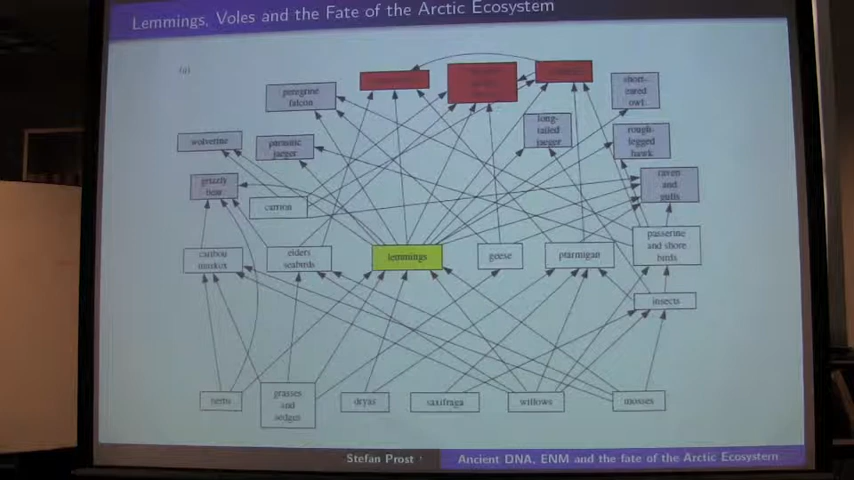 Lemmings, Voles and the Fate of the Arctic Ecosystem
(a)
peregrine
falcon
short-
eared
owl
long-
tailed
jaeger
rough-
legged
hawk
wolverine
parasitic
jaeger
grizzly
bear
raven
and
gulls
carrion
caribou
muskox
eiders
seabirds
lemmings
geese
ptarmigan
passerine
and shore
birds
insects
herbs
grasses
and
sedges
dryas
saxifraga
willows
mosses
Stefan Prost
Ancient DNA, ENM and the fate of the Arctic Ecosystem